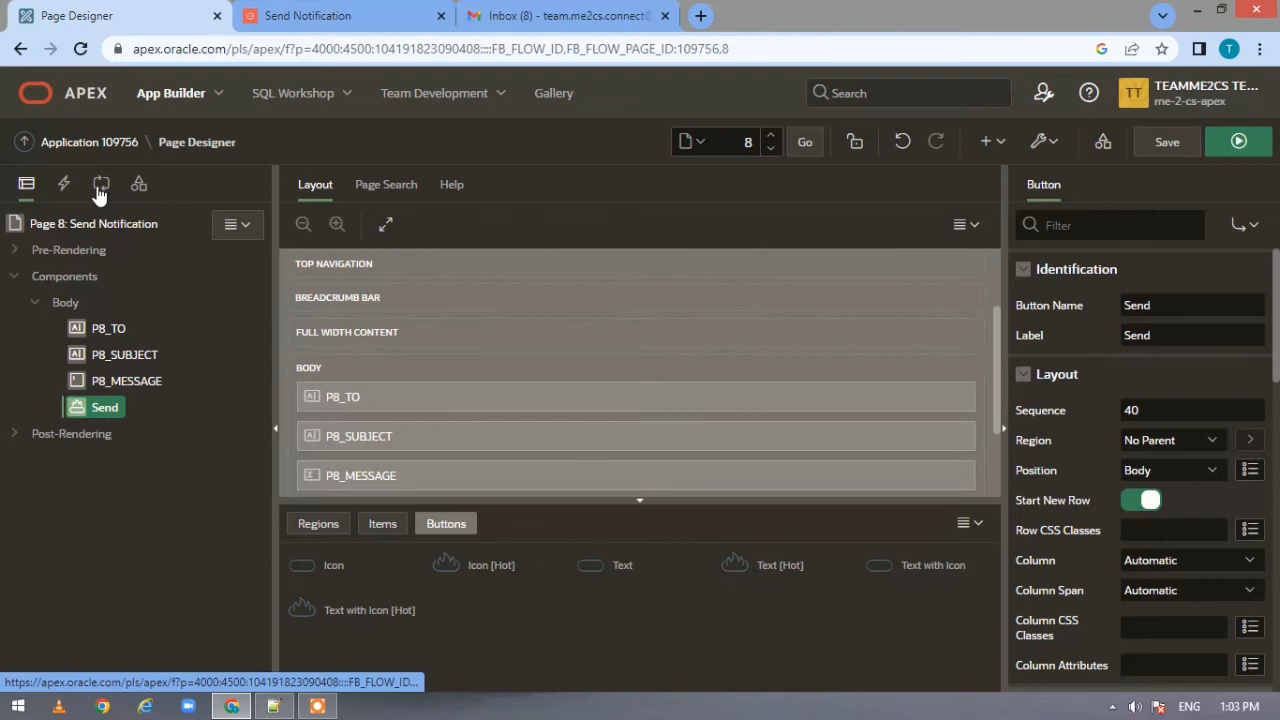 Page Designer
Send Notification
Inbox (8) - team.me2cs.connect@
apex.oracle.com/pls/apex/f?p=4000:4500:104191823090408::::FB_FLOW_ID,FB_FLOW_PAGE_ID:109756,8
T
APEX
App Builder
SQL Workshop
Team Development
Gallery
Search
TT
TEAMME2CS TE...
me-2-cs-apex
Application 109756 \ Page Designer
8
Go
Save
Layout
Page Search
Help
Button
Page 8: Send Notification
Pre-Rendering
Components
Body
P8_TO
P8_SUBJECT
P8_MESSAGE
Send
Post-Rendering
TOP NAVIGATION
BREADCRUMB BAR
FULL WIDTH CONTENT
BODY
P8_TO
P8_SUBJECT
P8_MESSAGE
Regions
Items
Buttons
Icon
Icon [Hot]
Text
Text [Hot]
Text with Icon
Text with Icon [Hot]
Filter
Identification
Button Name Send
Label Send
Layout
Sequence 40
Region No Parent
Position Body
Start New Row
Row CSS Classes
Column Automatic
Column Span Automatic
Column CSS
Classes
Column Attributes
https://apex.oracle.com/pls/apex/f?p=4000:4500:104191823090408::::FB_FLOW_ID...
ENG
1:03 PM